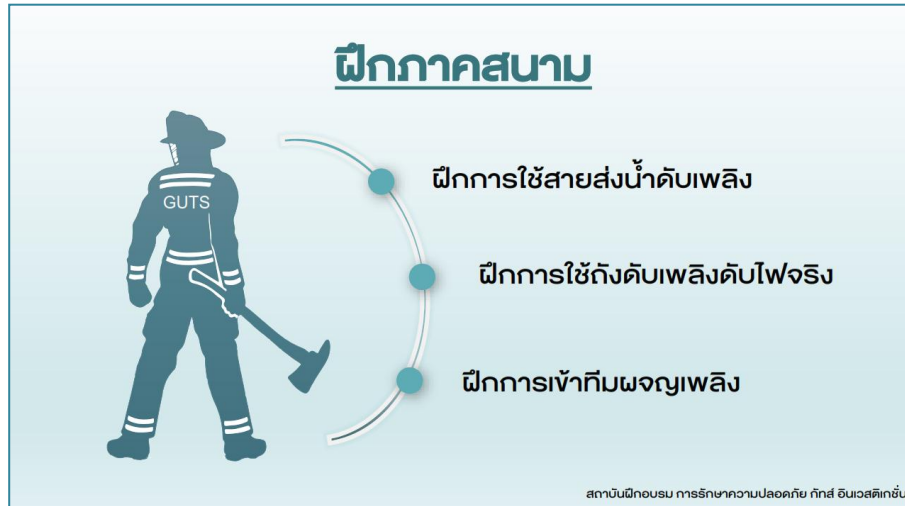 ฝึกภาคสนาม
GUTS
ฝึกการใช้สายส่งน้ำดับเพลิง
ฝึกการใช้ถังดับเพลิงดับไฟจริง
ฝึกการเข้าทีมผจญเพลิง
สถาบันฝึกอบรม การรักษาความปลอดภัย กัทส์ อินเวสติเกชั่น